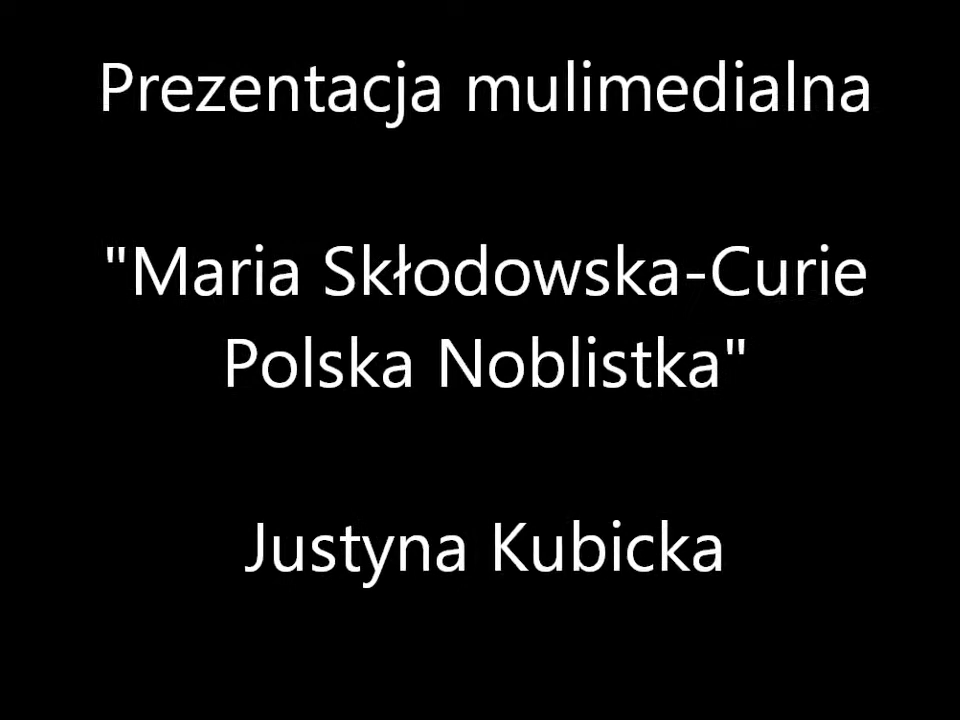 Prezentacja mulimedialna
"Maria Skłodowska-Curie
Polska Noblistka"
Justyna Kubicka